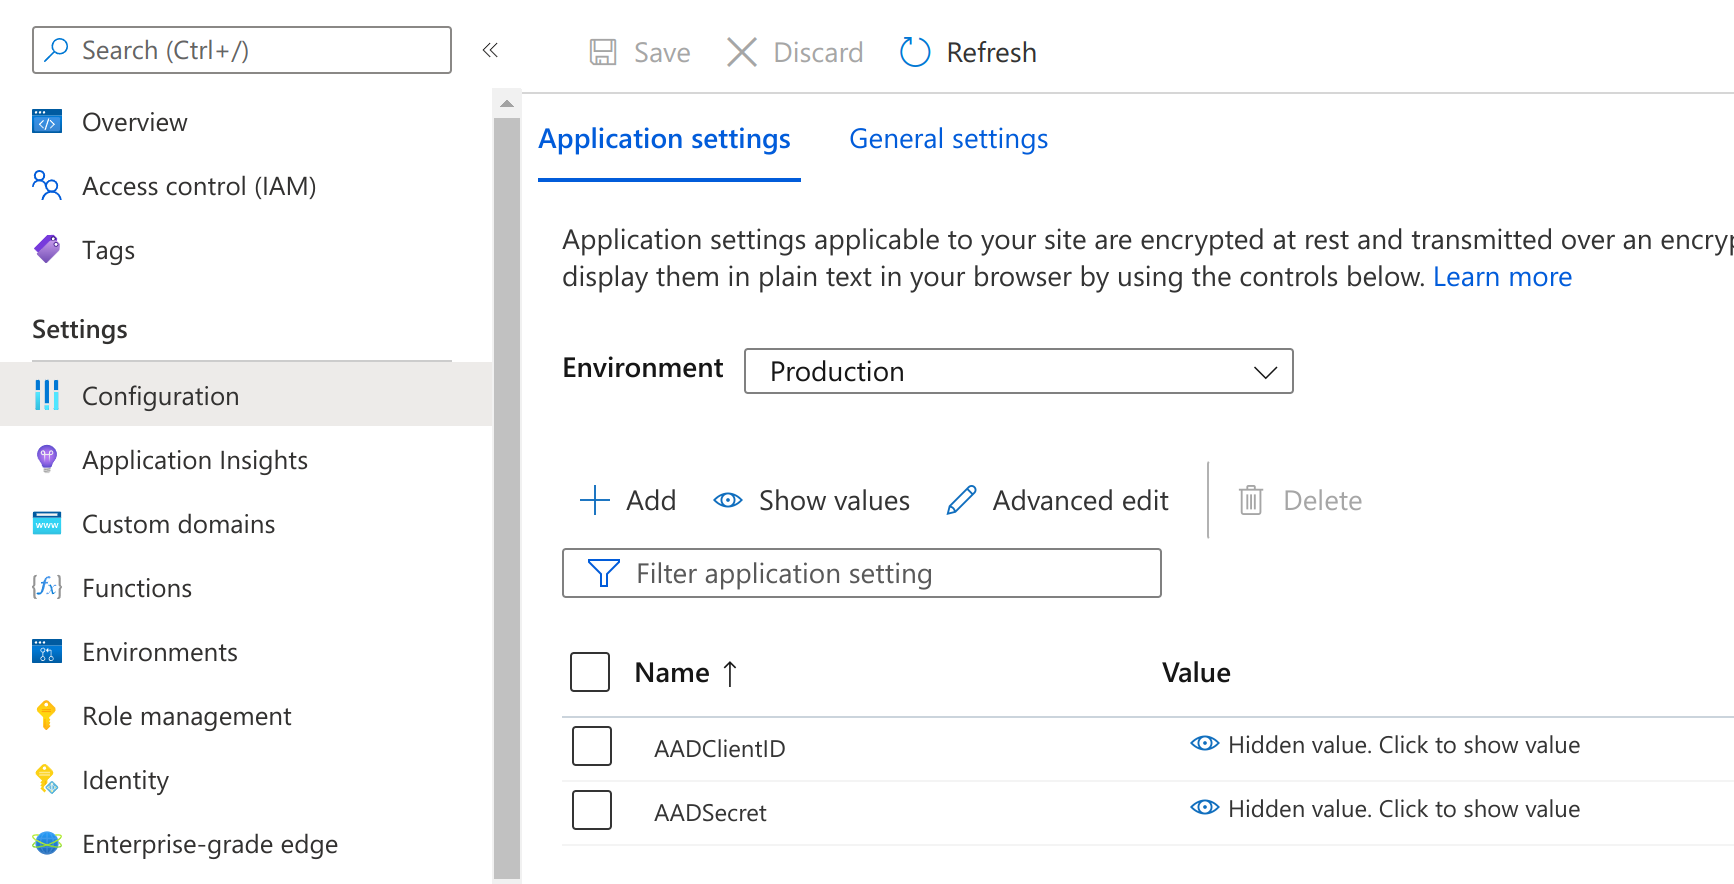 Search (Ctrl+/)
«
Save
Discard
Refresh
Overview
Access control (IAM)
Tags
Settings
Configuration
Application Insights
Custom domains
Functions
Environments
Role management
Identity
Enterprise-grade edge
Application settings
General settings
Application settings applicable to your site are encrypted at rest and transmitted over an encryp
display them in plain text in your browser by using the controls below. Learn more
Environment
Production
Add
Show values
Advanced edit
Delete
Filter application setting
Name ↑
Value
AADClientID
Hidden value. Click to show value
AADSecret
Hidden value. Click to show value